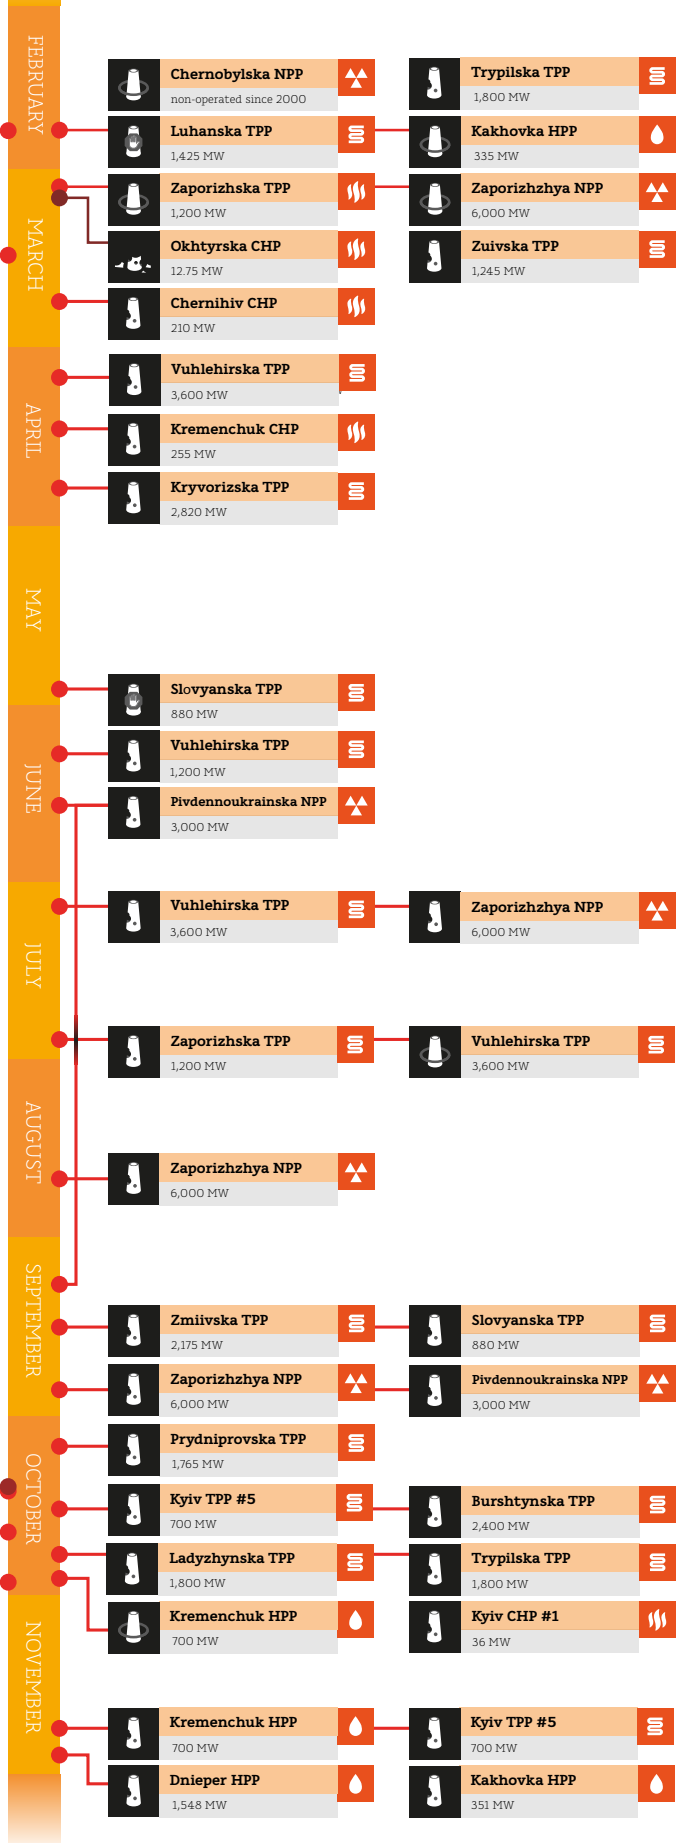 FEBRUARY
Chernobylska NPP
non-operated since 2000
Trypilska TPP
1,800 MW
Luhanska TPP
1,425 MW
Kakhovka HPP
335 MW
MARCH
Zaporizhska TPP
1,200 MW
Zaporizhzhya NPP
6,000 MW
Okhtyrska CHP
12.75 MW
Zuivska TPP
1,245 MW
Chernihiv CHP
210 MW
APRIL
Vuhlehirska TPP
3,600 MW
Kremenchuk CHP
255 MW
Kryvorizska TPP
2,820 MW
MAY
Slovyanska TPP
880 MW
JUNE
Vuhlehirska TPP
1,200 MW
Pivdennoukrainska NPP
3,000 MW
JULY
Vuhlehirska TPP
3,600 MW
Zaporizhzhya NPP
6,000 MW
Zaporizhska TPP
1,200 MW
Vuhlehirska TPP
3,600 MW
AUGUST
Zaporizhzhya NPP
6,000 MW
SEPTEMBER
Zmiivska TPP
2,175 MW
Slovyanska TPP
880 MW
Zaporizhzhya NPP
6,000 MW
Pivdennoukrainska NPP
3,000 MW
OCTOBER
Prydniprovska TPP
1,765 MW
Kyiv TPP #5
700 MW
Burshtynska TPP
2,400 MW
Ladyzhynska TPP
1,800 MW
Trypilska TPP
1,800 MW
Kremenchuk HPP
700 MW
Kyiv CHP #1
36 MW
NOVEMBER
Kremenchuk HPP
700 MW
Kyiv TPP #5
700 MW
Dnieper HPP
1,548 MW
Kakhovka HPP
351 MW